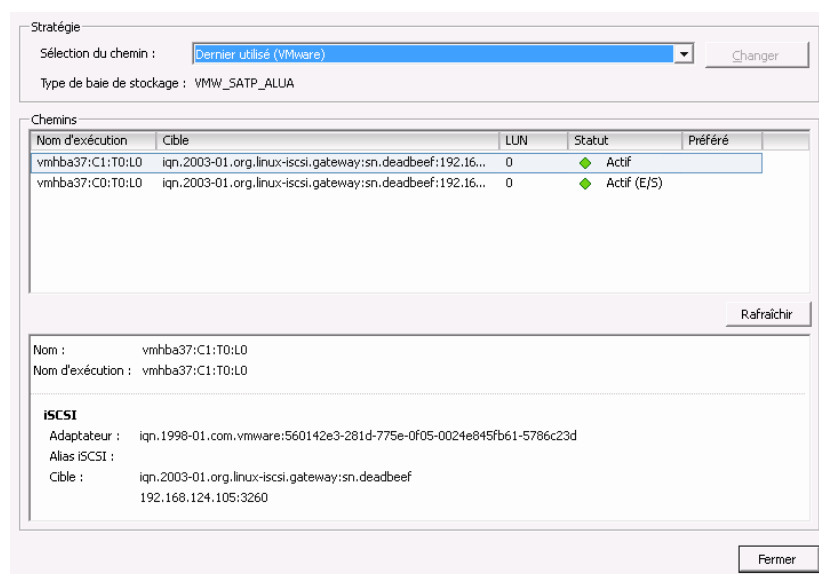 Stratégie
Sélection du chemin : Dernier utilisé (VMware) Changer
Type de baie de stockage : VMW_SATP_ALUA
Chemins
Nom d'exécution Cible LUN Statut Préféré
vmhba37:C1:T0:L0 iqn.2003-01.org.linux-iscsi.gateway:sn.deadbeef:192.16... 0 Actif
vmhba37:C0:T0:L0 iqn.2003-01.org.linux-iscsi.gateway:sn.deadbeef:192.16... 0 Actif (E/S)
Rafraîchir
Nom : vmhba37:C1:T0:L0
Nom d'exécution : vmhba37:C1:T0:L0
iSCSI
Adaptateur : iqn.1998-01.com.vmware:560142e3-281d-775e-0f05-0024e845fb61-5786c23d
Alias iSCSI :
Cible : iqn.2003-01.org.linux-iscsi.gateway:sn.deadbeef
192.168.124.105:3260
Fermer